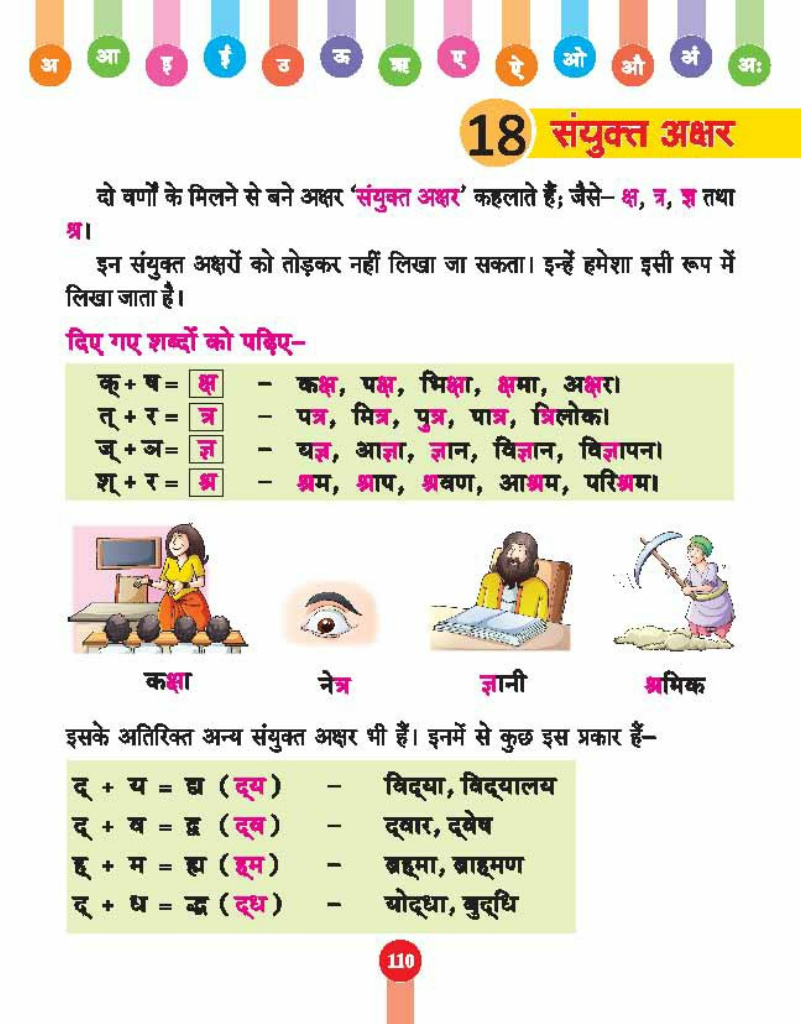 अ आ इ ई उ ऊ ऋ ए ऐ ओ औ अं अः
18 संयुक्त अक्षर
दो वर्णों के मिलने से बने अक्षर ‘संयुक्त अक्षर’ कहलाते हैं; जैसे– क्ष, त्र, ज्ञ तथा
श्र।
इन संयुक्त अक्षरों को तोड़कर नहीं लिखा जा सकता। इन्हें हमेशा इसी रूप में
लिखा जाता है।
दिए गए शब्दों को पढ़िए–
क् + ष = क्ष – कक्ष, पक्ष, भिक्षा, क्षमा, अक्षर।
त् + र = त्र – पत्र, मित्र, पुत्र, पात्र, त्रिलोक।
ज् + ञ = ज्ञ – यज्ञ, आज्ञा, ज्ञान, विज्ञान, विज्ञापन।
श् + र = श्र – श्रम, श्राप, श्रवण, आश्रम, परिश्रम।
कक्षा नेत्र ज्ञानी श्रमिक
इसके अतिरिक्त अन्य संयुक्त अक्षर भी हैं। इनमें से कुछ इस प्रकार हैं–
द् + य = द्य (द्‌य) – विद्‌या, विद्‌यालय
द् + व = द्व (द्‌व) – द्‌वार, द्‌वेष
ह् + म = ह्म (ह्‌म) – ब्रह्‌मा, ब्राह्‌मण
द् + ध = द्ध (द्‌ध) – योद्‌धा, बुद्‌धि
110